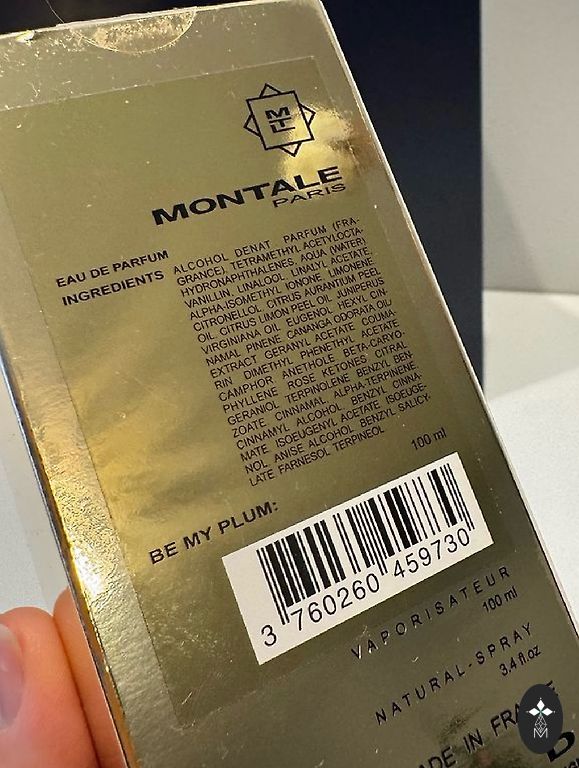 MTL
MONTALE
PARIS
EAU DE PARFUM
INGREDIENTS
ALCOHOL DENAT PARFUM (FRA-
GRANCE), TETRAMETHYL ACETYLOCTA-
HYDRONAPHTHALENES, AQUA (WATER)
VANILLIN LINALOOL LINALYL ACETATE,
ALPHA-ISOMETHYL IONONE, LIMONENE,
CITRONELLOL CITRUS AURANTIUM PEEL
OIL, CITRUS LIMON PEEL OIL JUNIPERUS
VIRGINIANA OIL EUGENOL HEXYL CIN-
NAMAL PINENE CANANGA ODORATA OIL/
EXTRACT GERANYL ACETATE COUMA-
RIN DIMETHYL PHENETHYL ACETATE
CAMPHOR ANETHOLE BETA-CARYO-
PHYLLENE ROSE KETONES CITRAL
GERANIOL TERPINOLENE BENZYL BEN-
ZOATE CINNAMAL, ALPHA-TERPINENE,
CINNAMYL ALCOHOL BENZYL CINNA-
MATE ISOEUGENYL ACETATE ISOEUGE-
NOL ANISE ALCOHOL BENZYL SALICY-
LATE FARNESOL TERPINEOL
100 ml
BE MY PLUM:
3 760260 459730
VAPORISATEUR
100 ml
NATURAL-SPRAY
3.4 fl.oz
IN